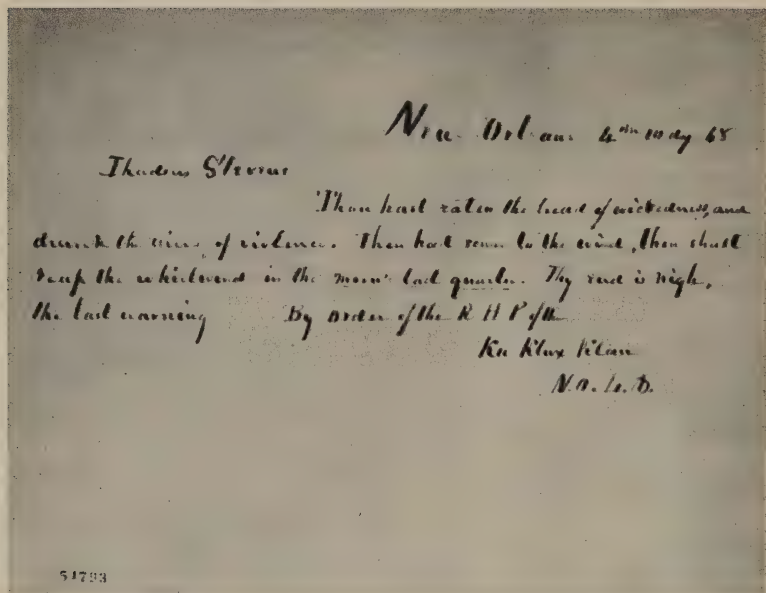 New Orleans 4th May 68
Thadeus Stevens
Thou hast eaten the bread of wickedness, and
drunk the wine of violence. Thou hast sown to the wind, thou shalt
reap the whirlwind in the moon's last quarter. Thy end is nigh,
the last warning By order of the
Ku Klux Klan
51793